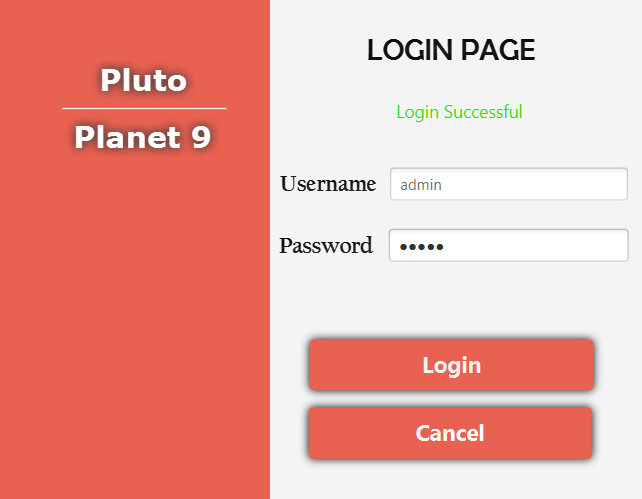 Pluto
Planet 9
LOGIN PAGE
Login Successful
Username admin
Password •••••
Login
Cancel